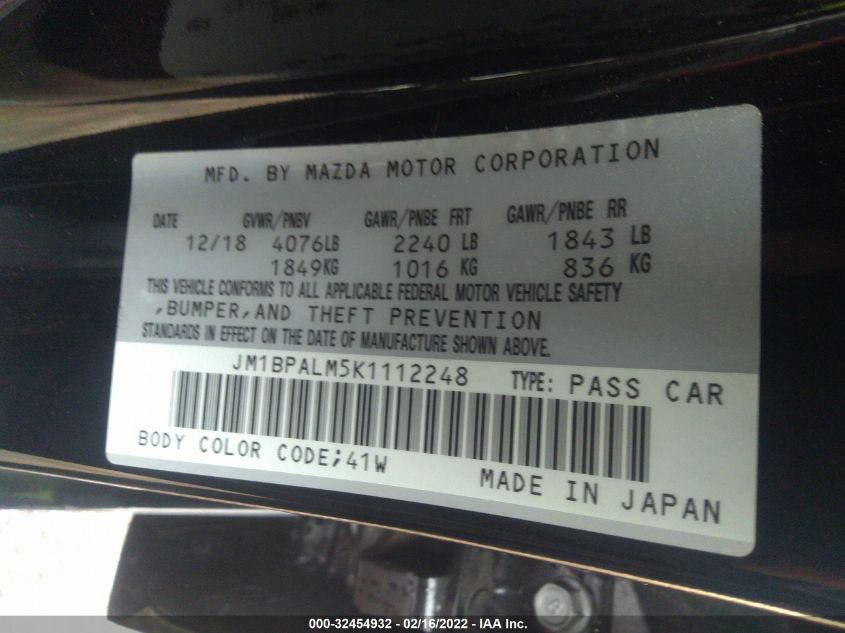 MFD. BY MAZDA MOTOR CORPORATION
DATE GVWR/PNBV GAWR/PNBE FRT GAWR/PNBE RR
12/18 4076LB 2240 LB 1843 LB
1849KG 1016 KG 836 KG
THIS VEHICLE CONFORMS TO ALL APPLICABLE FEDERAL MOTOR VEHICLE SAFETY
,BUMPER,AND THEFT PREVENTION
STANDARDS IN EFFECT ON THE DATE OF MANUFACTURE SHOWN ABOVE.
JM1BPALM5K1112248 TYPE: PASS CAR
BODY COLOR CODE;41W
MADE IN JAPAN
000-32454932 - 02/16/2022 - IAA Inc.